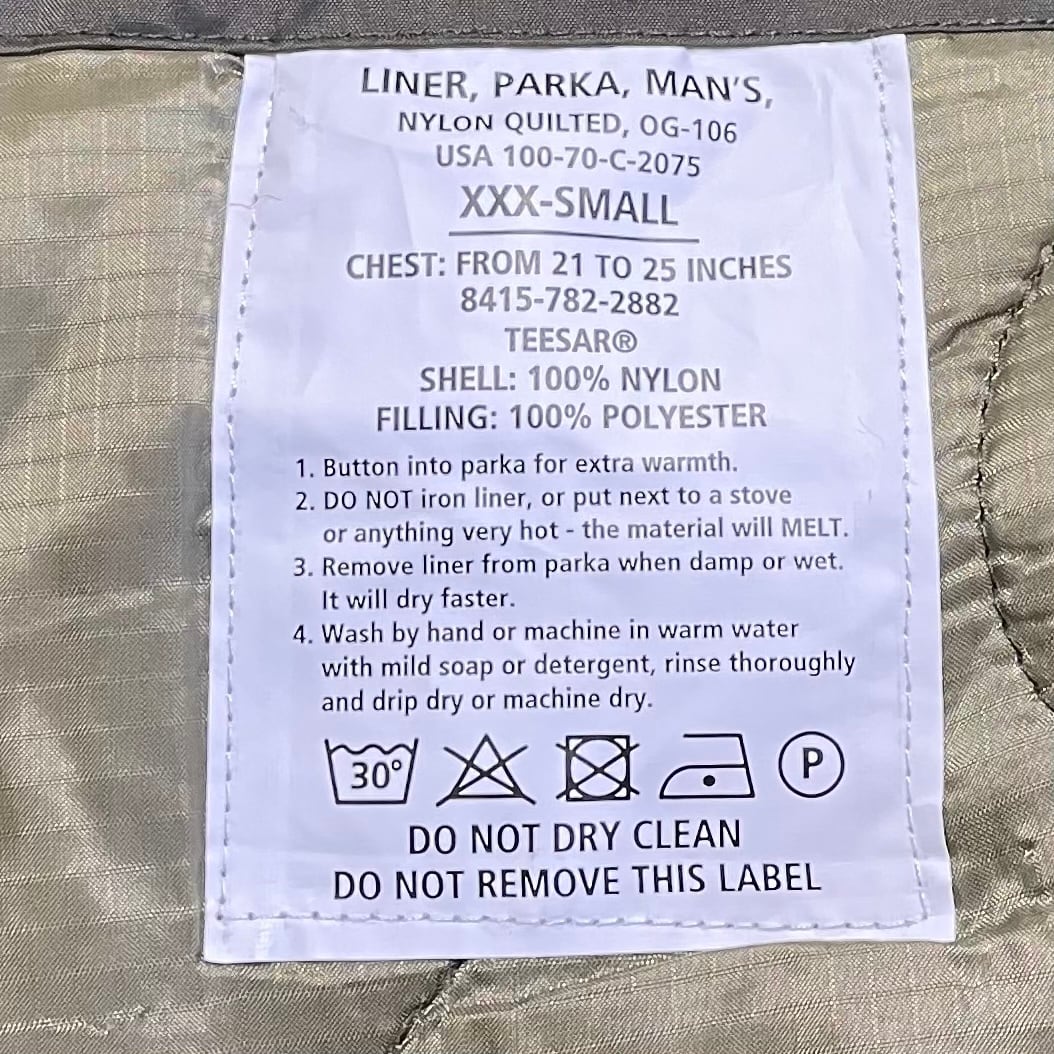 LINER, PARKA, MAN'S,
NYLON QUILTED, OG-106
USA 100-70-C-2075
XXX-SMALL
CHEST: FROM 21 TO 25 INCHES
8415-782-2882
TEESAR®
SHELL: 100% NYLON
FILLING: 100% POLYESTER
1. Button into parka for extra warmth.
2. DO NOT iron liner, or put next to a stove
or anything very hot - the material will MELT.
3. Remove liner from parka when damp or wet.
It will dry faster.
4. Wash by hand or machine in warm water
with mild soap or detergent, rinse thoroughly
and drip dry or machine dry.
30° P
DO NOT DRY CLEAN
DO NOT REMOVE THIS LABEL